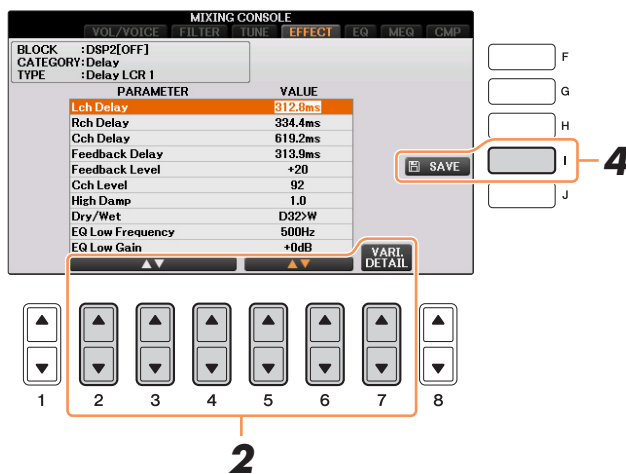 MIXING CONSOLE
VOL/VOICE FILTER TUNE EFFECT EQ MEQ CMP
BLOCK :DSP2[OFF]
CATEGORY:Delay
TYPE :Delay LCR 1
PARAMETER VALUE
Lch Delay 312.8ms
Rch Delay 334.4ms
Cch Delay 619.2ms
Feedback Delay 313.9ms
Feedback Level +20
Cch Level 92
High Damp 1.0
Dry/Wet D32>W
EQ Low Frequency 500Hz
EQ Low Gain +0dB
▲▼ ▲▼ VARI.
DETAIL
SAVE
F
G
H
I
J
4
1 2 3 4 5 6 7 8
2